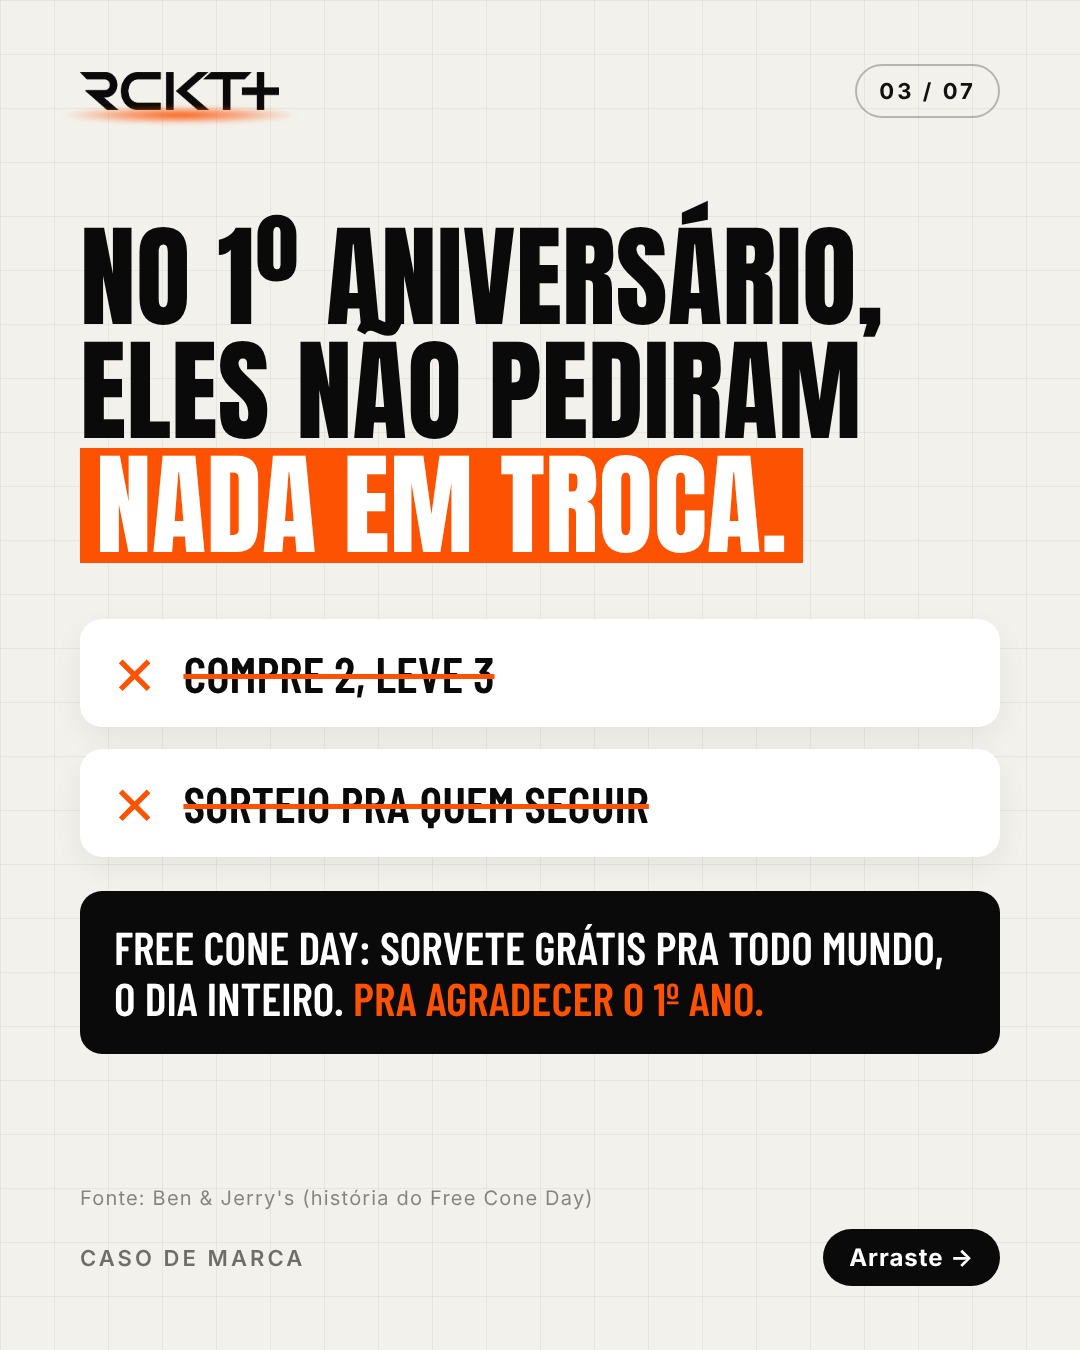 RCKT+
03 / 07
NO 1º ANIVERSÁRIO,
ELES NÃO PEDIRAM
NADA EM TROCA.
COMPRE 2, LEVE 3
SORTEIO PRA QUEM SEGUIR
FREE CONE DAY: SORVETE GRÁTIS PRA TODO MUNDO,
O DIA INTEIRO. PRA AGRADECER O 1º ANO.
Fonte: Ben & Jerry's (história do Free Cone Day)
CASO DE MARCA
Arraste →